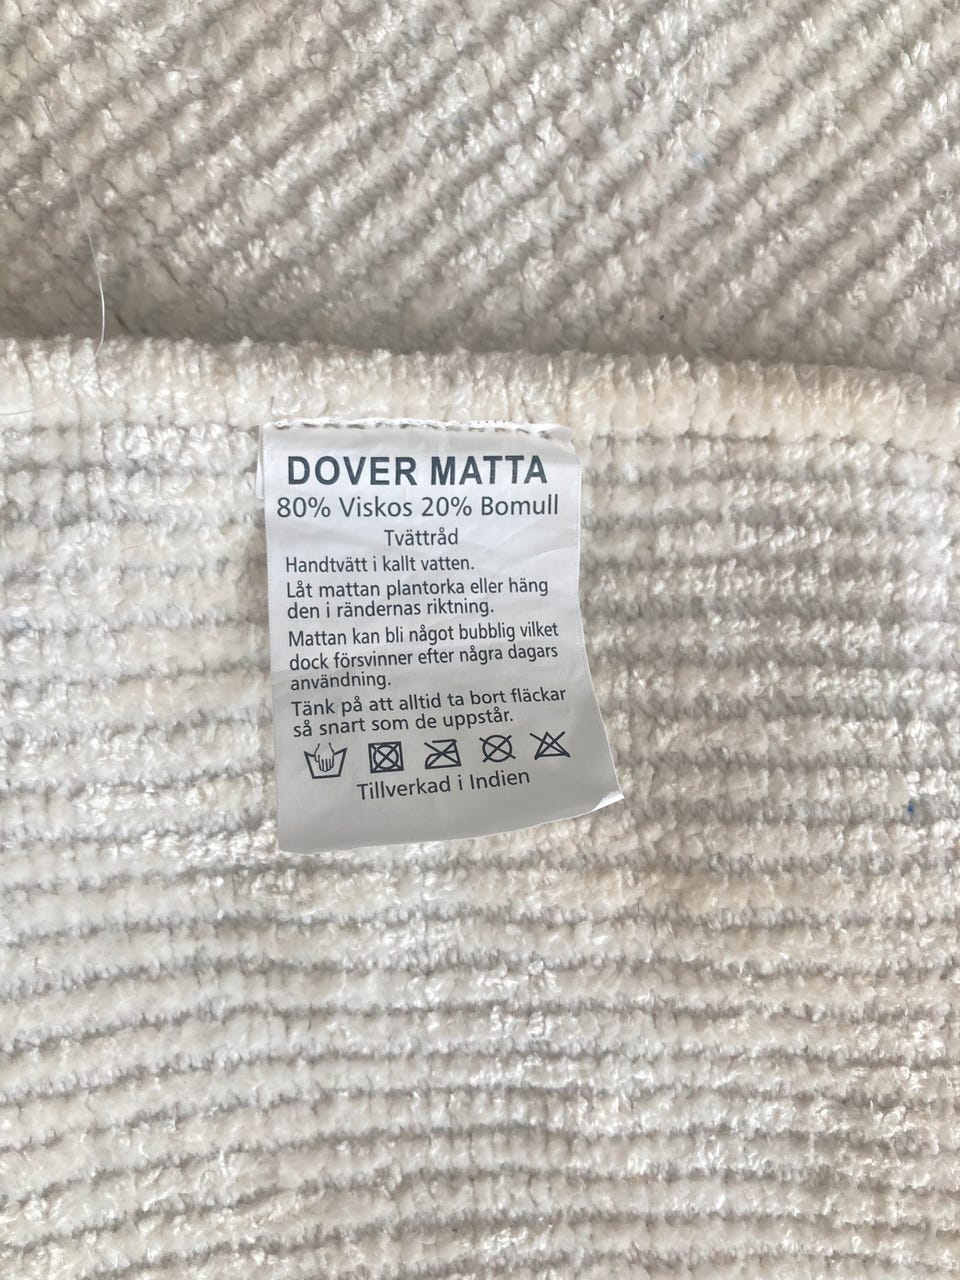 DOVER MATTA
80% Viskos 20% Bomull
Tvättråd
Handtvätt i kallt vatten.
Låt mattan plantorka eller häng
den i rändernas riktning.
Mattan kan bli något bubblig vilket
dock försvinner efter några dagars
användning.
Tänk på att alltid ta bort fläckar
så snart som de uppstår.
Tillverkad i Indien